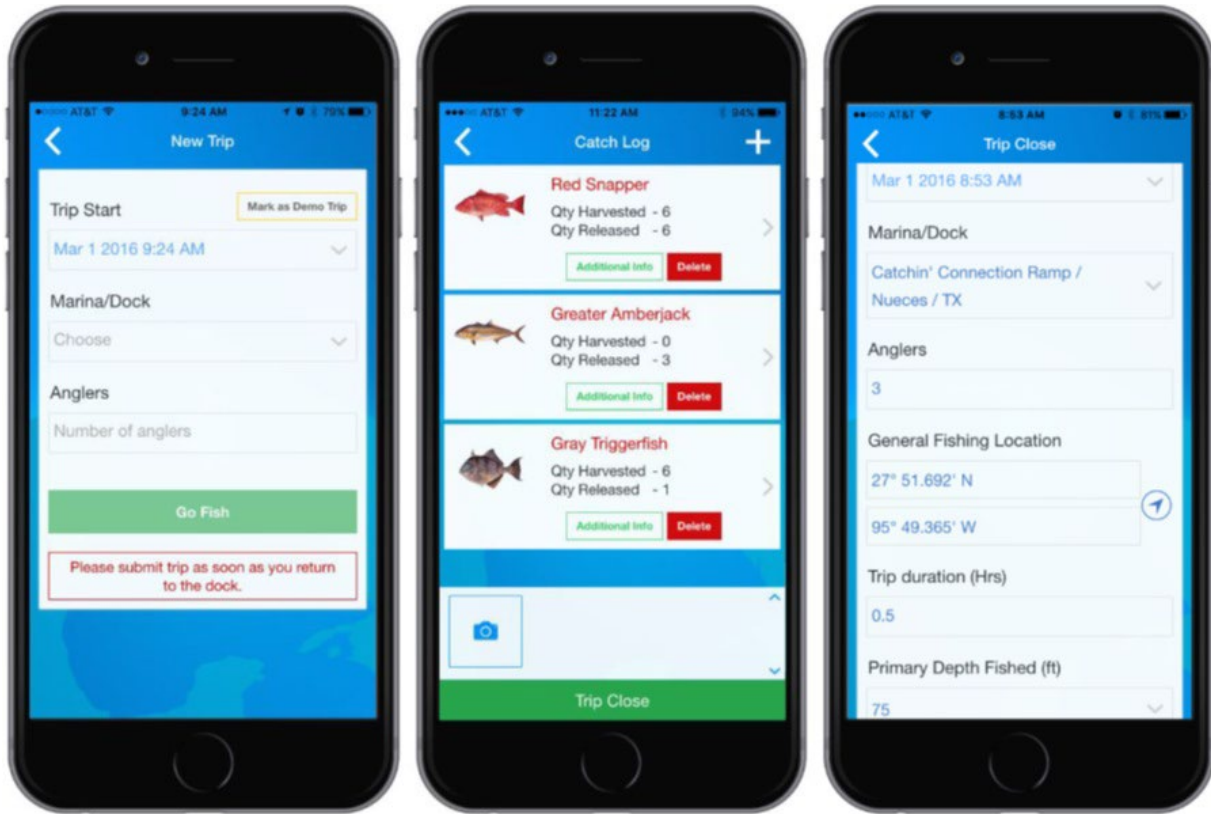 AT&T 9:24 AM 79%
New Trip
Trip Start
Mark as Demo Trip
Mar 1 2016 9:24 AM
Marina/Dock
Choose
Anglers
Number of anglers
Go Fish
Please submit trip as soon as you return
to the dock.
AT&T 11:22 AM 94%
Catch Log
Red Snapper
Qty Harvested - 6
Qty Released - 6
Additional Info Delete
Greater Amberjack
Qty Harvested - 0
Qty Released - 3
Additional Info Delete
Gray Triggerfish
Qty Harvested - 6
Qty Released - 1
Additional Info Delete
Trip Close
AT&T 8:53 AM 81%
Trip Close
Mar 1 2016 8:53 AM
Marina/Dock
Catchin' Connection Ramp /
Nueces / TX
Anglers
3
General Fishing Location
27° 51.692' N
95° 49.365' W
Trip duration (Hrs)
0.5
Primary Depth Fished (ft)
75